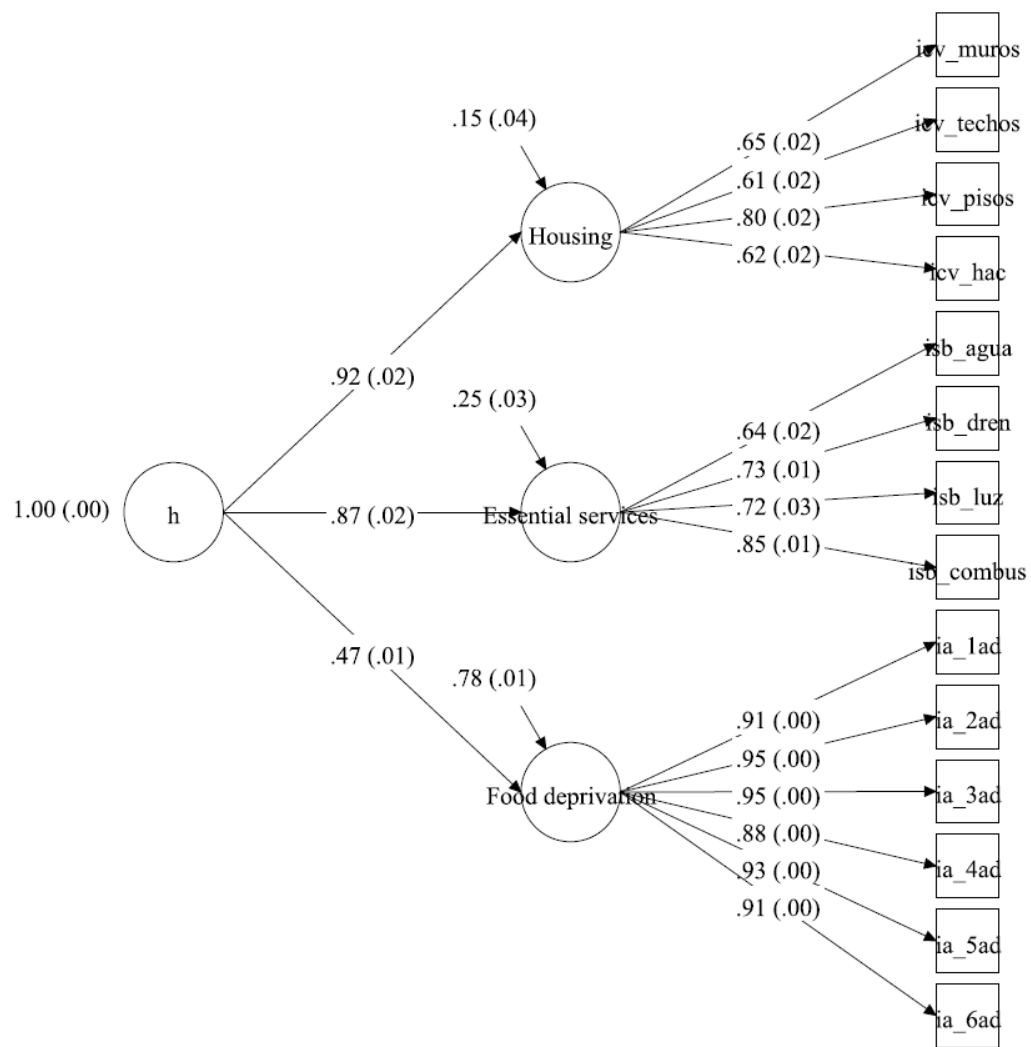 icv_muros
.15 (.04)
icv_techos
.65 (.02)
.61 (.02)
icv_pisos
.80 (.02)
Housing
.62 (.02)
icv_hac
isb_agua
.92 (.02)
.25 (.03)
isb_dren
.64 (.02)
.73 (.01)
isb_luz
.72 (.03)
1.00 (.00)
h
.87 (.02)
Essential services
.85 (.01)
isb_combus
ia_1ad
.47 (.01)
.78 (.01)
ia_2ad
.91 (.00)
.95 (.00)
ia_3ad
Food deprivation
.95 (.00)
.88 (.00)
ia_4ad
.93 (.00)
.91 (.00)
ia_5ad
ia_6ad